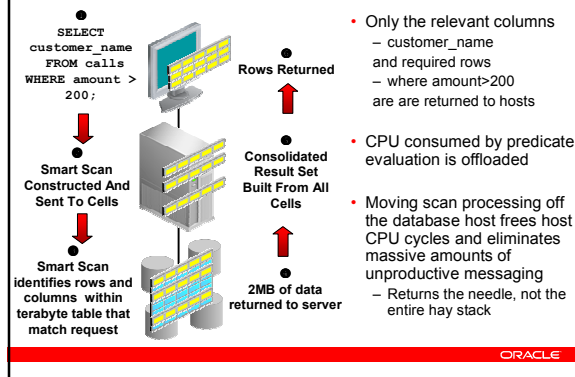 SELECT
customer_name
FROM calls
WHERE amount >
200;
Smart Scan
Constructed And
Sent To Cells
Smart Scan
identifies rows and
columns within
terabyte table that
match request
2MB of data
returned to server
Consolidated
Result Set
Built From All
Cells
Rows Returned
• Only the relevant columns
– customer_name
and required rows
– where amount>200
are are returned to hosts
• CPU consumed by predicate
evaluation is offloaded
• Moving scan processing off
the database host frees host
CPU cycles and eliminates
massive amounts of
unproductive messaging
– Returns the needle, not the
entire hay stack
ORACLE